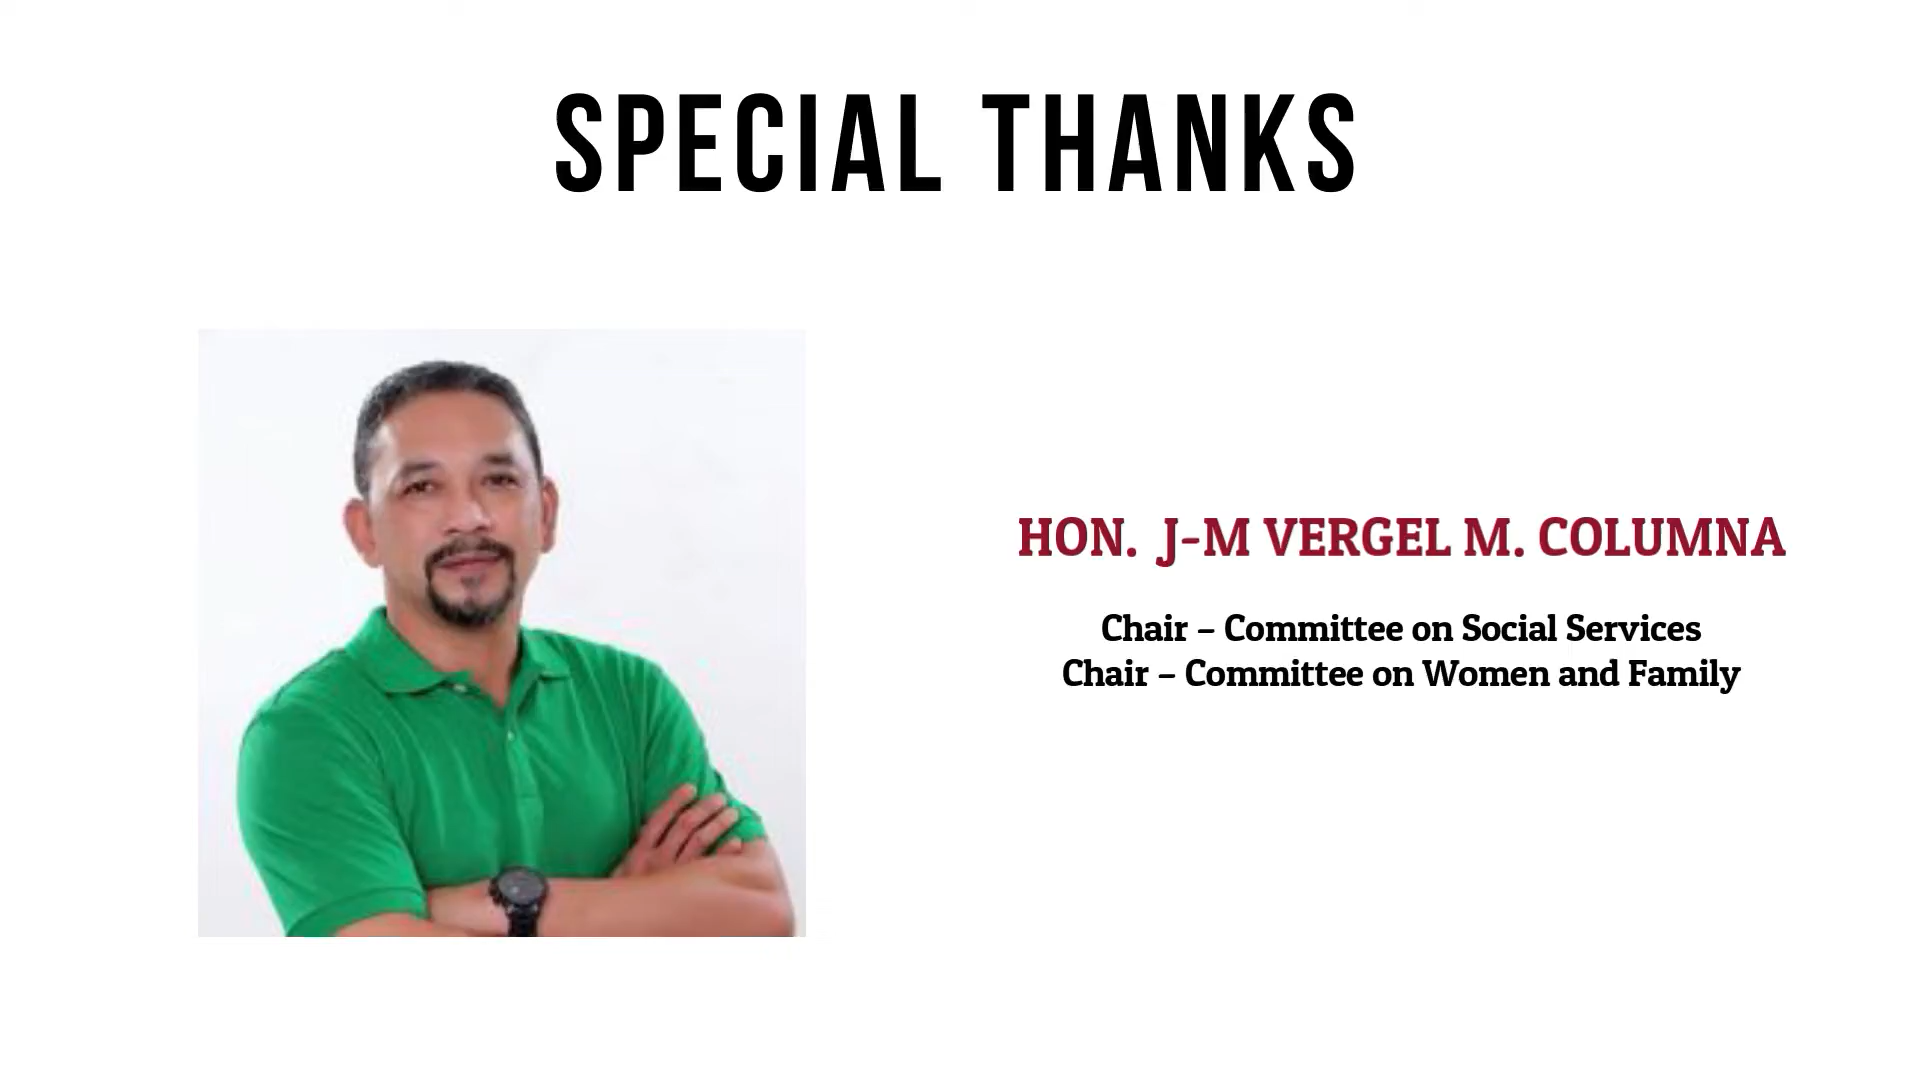 SPECIAL THANKS
HON. J-M VERGEL M. COLUMNA
Chair – Committee on Social Services
Chair – Committee on Women and Family